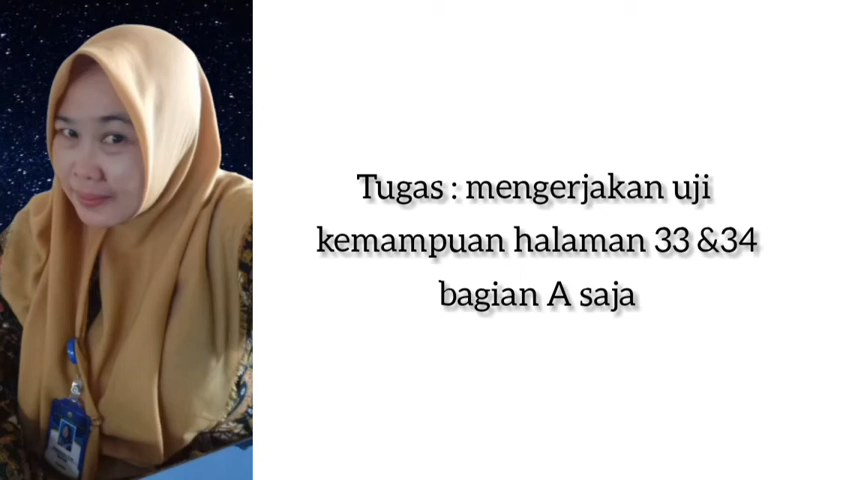 Tugas : mengerjakan uji
kemampuan halaman 33 &34
bagian A saja